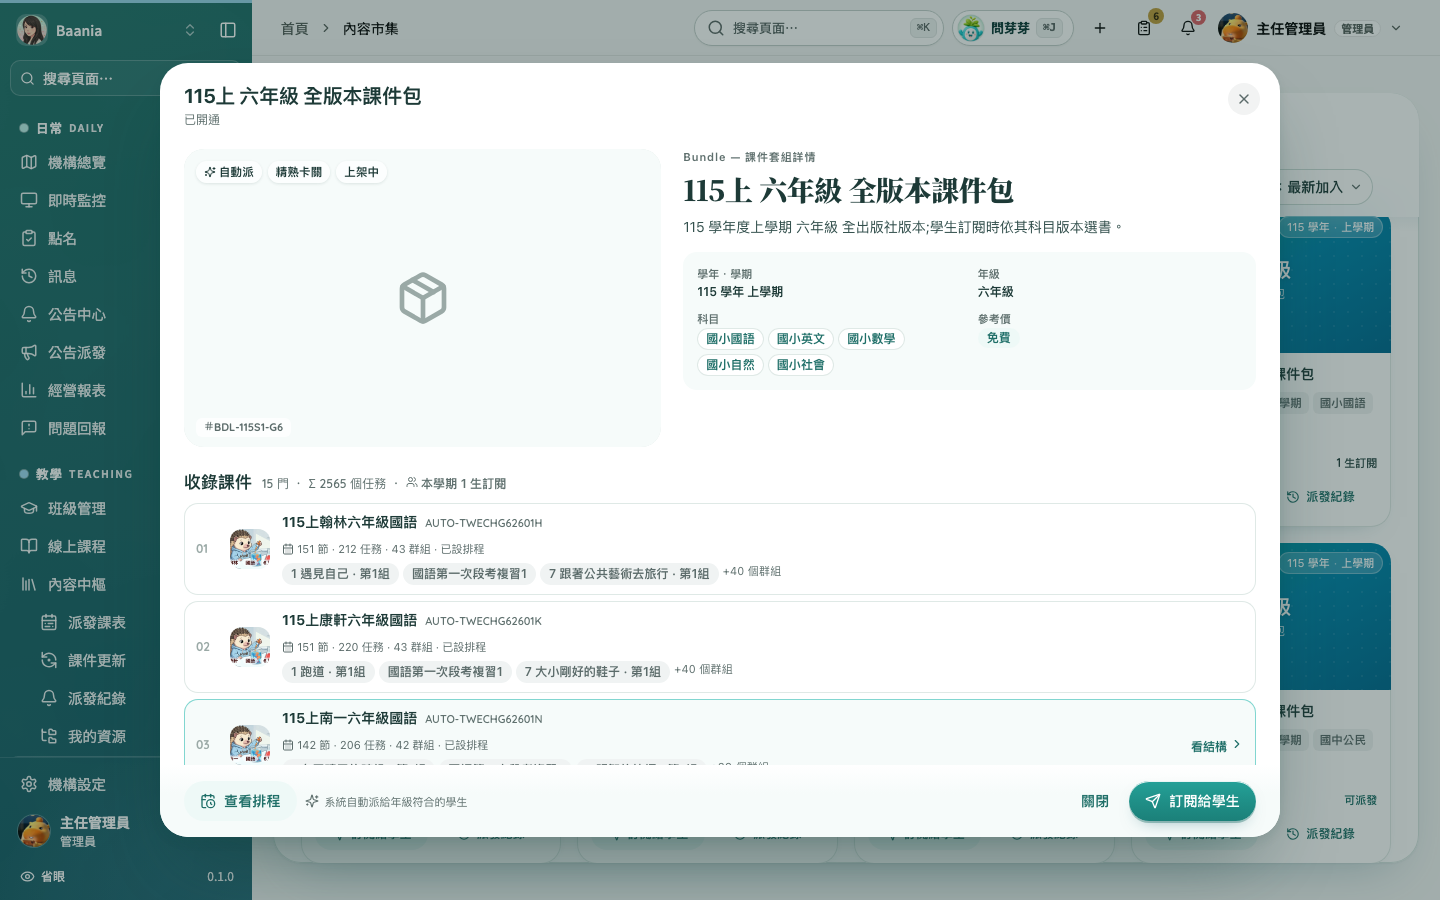 Baania
搜尋頁面…
日常 DAILY
機構總覽
即時監控
點名
訊息
公告中心
公告派發
經營報表
問題回報
教學 TEACHING
班級管理
線上課程
內容中樞
派發課表
課件更新
派發紀錄
我的資源
機構設定
主任管理員
管理員
省眼
0.1.0
首頁 > 內容市集
搜尋頁面… ⌘K
問芽芽 ⌘J
6
3
主任管理員 管理員
115上 六年級 全版本課件包
已開通
自動派 精熟卡關 上架中
#BDL-115S1-G6
Bundle — 課件套組詳情
115上 六年級 全版本課件包
115 學年度上學期 六年級 全出版社版本;學生訂閱時依其科目版本選書。
學年 · 學期
115 學年 上學期
年級
六年級
科目
國小國語 國小英文 國小數學
國小自然 國小社會
參考價
免費
收錄課件 15 門 · Σ 2565 個任務 · 本學期 1 生訂閱
01
115上翰林六年級國語 AUTO-TWECHG62601H
151 節 · 212 任務 · 43 群組 · 已設排程
1 遇見自己 · 第1組 國語第一次段考複習1 7 跟著公共藝術去旅行 · 第1組 +40 個群組
02
115上康軒六年級國語 AUTO-TWECHG62601K
151 節 · 220 任務 · 43 群組 · 已設排程
1 跑道 · 第1組 國語第一次段考複習1 7 大小剛好的鞋子 · 第1組 +40 個群組
03
115上南一六年級國語 AUTO-TWECHG62601N
142 節 · 206 任務 · 42 群組 · 已設排程
看結構
查看排程
系統自動派給年級符合的學生
關閉
訂閱給學生
最新加入
115 學年 · 上學期
課件包
學期 國小國語
1 生訂閱
派發紀錄
115 學年 · 上學期
課件包
學期 國中公民
可派發
派發紀錄